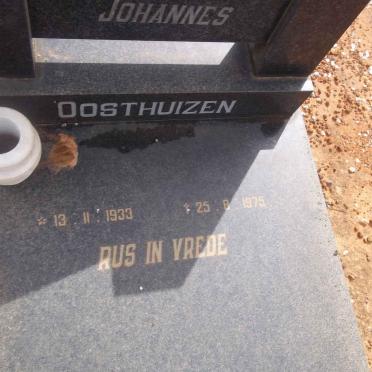 JOHANNES
OOSTHUIZEN
* 13 . 11 . 1933 † 25 . 8 . 1975
RUS IN VREDE